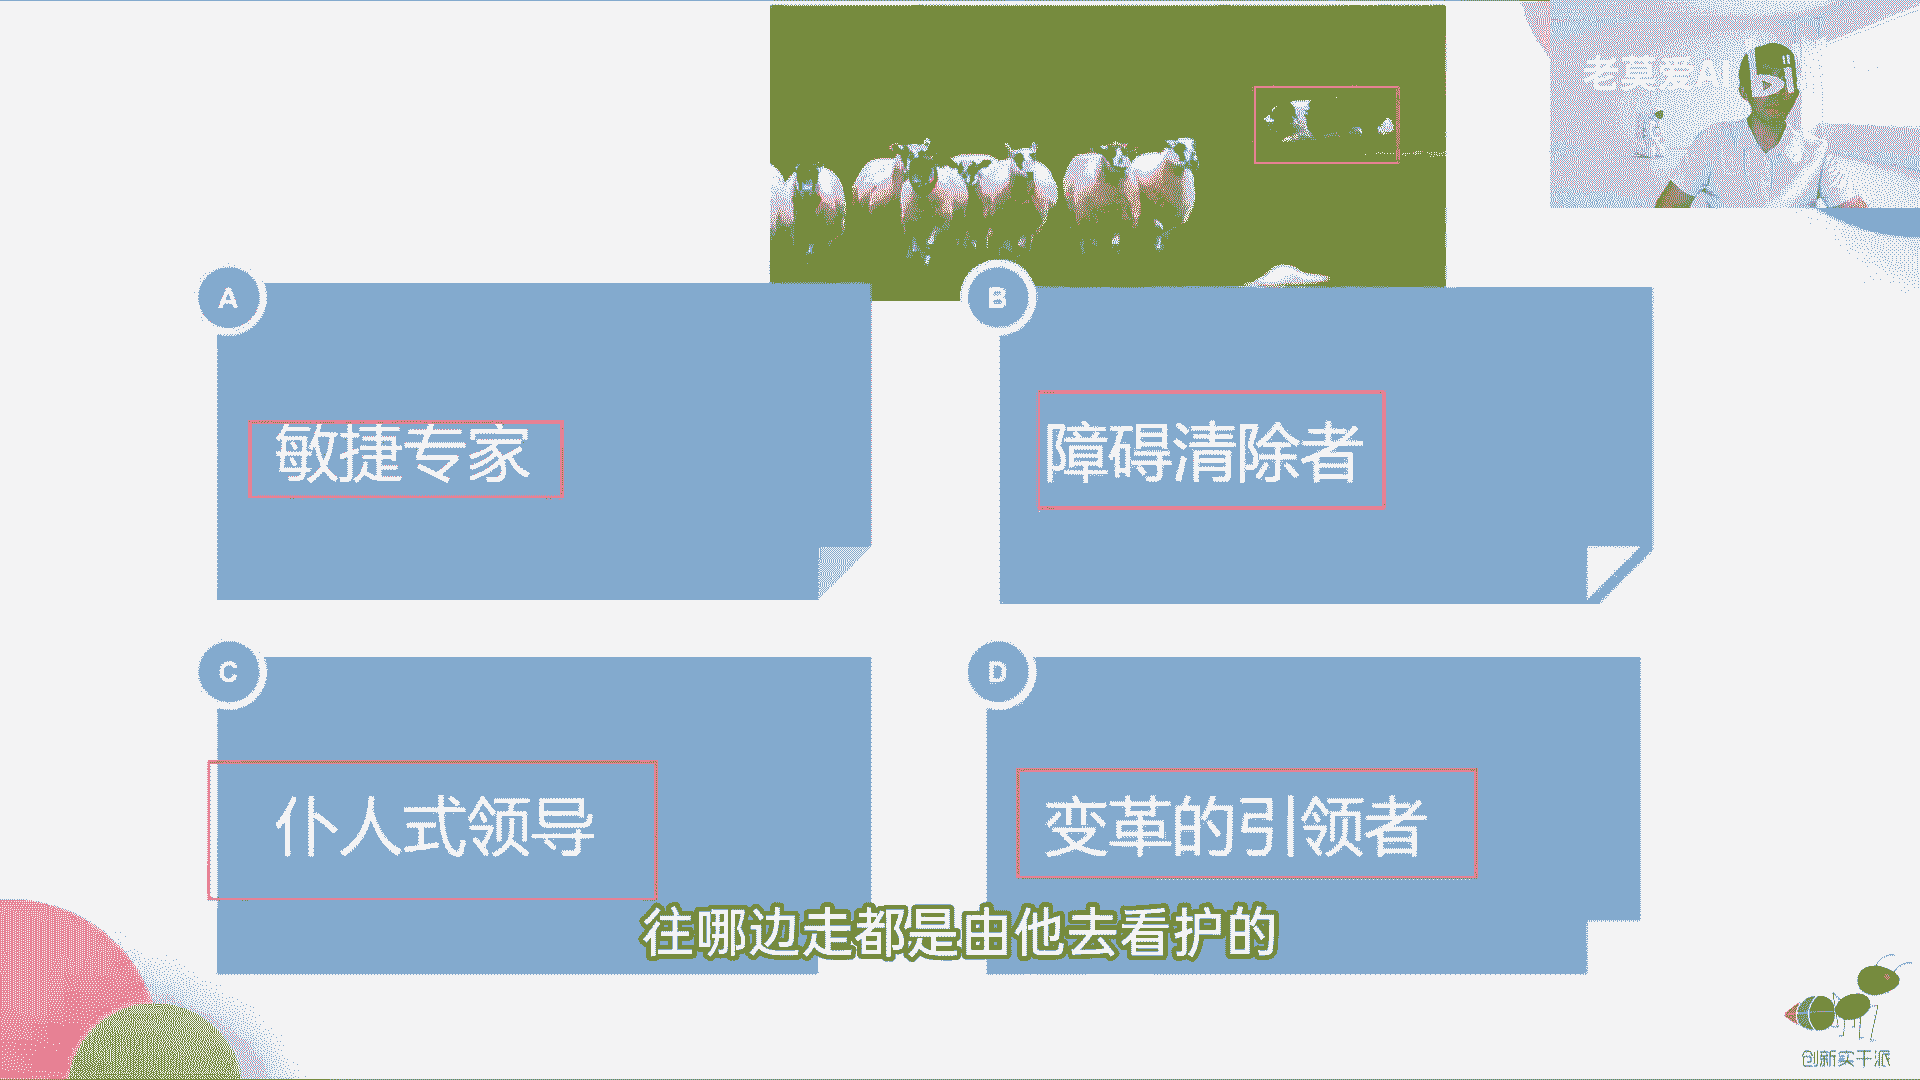 老莫爱AI
A
B
敏捷专家
障碍清除者
C
D
仆人式领导
变革的引领者
往哪边走都是由他去看护的
创新实干派